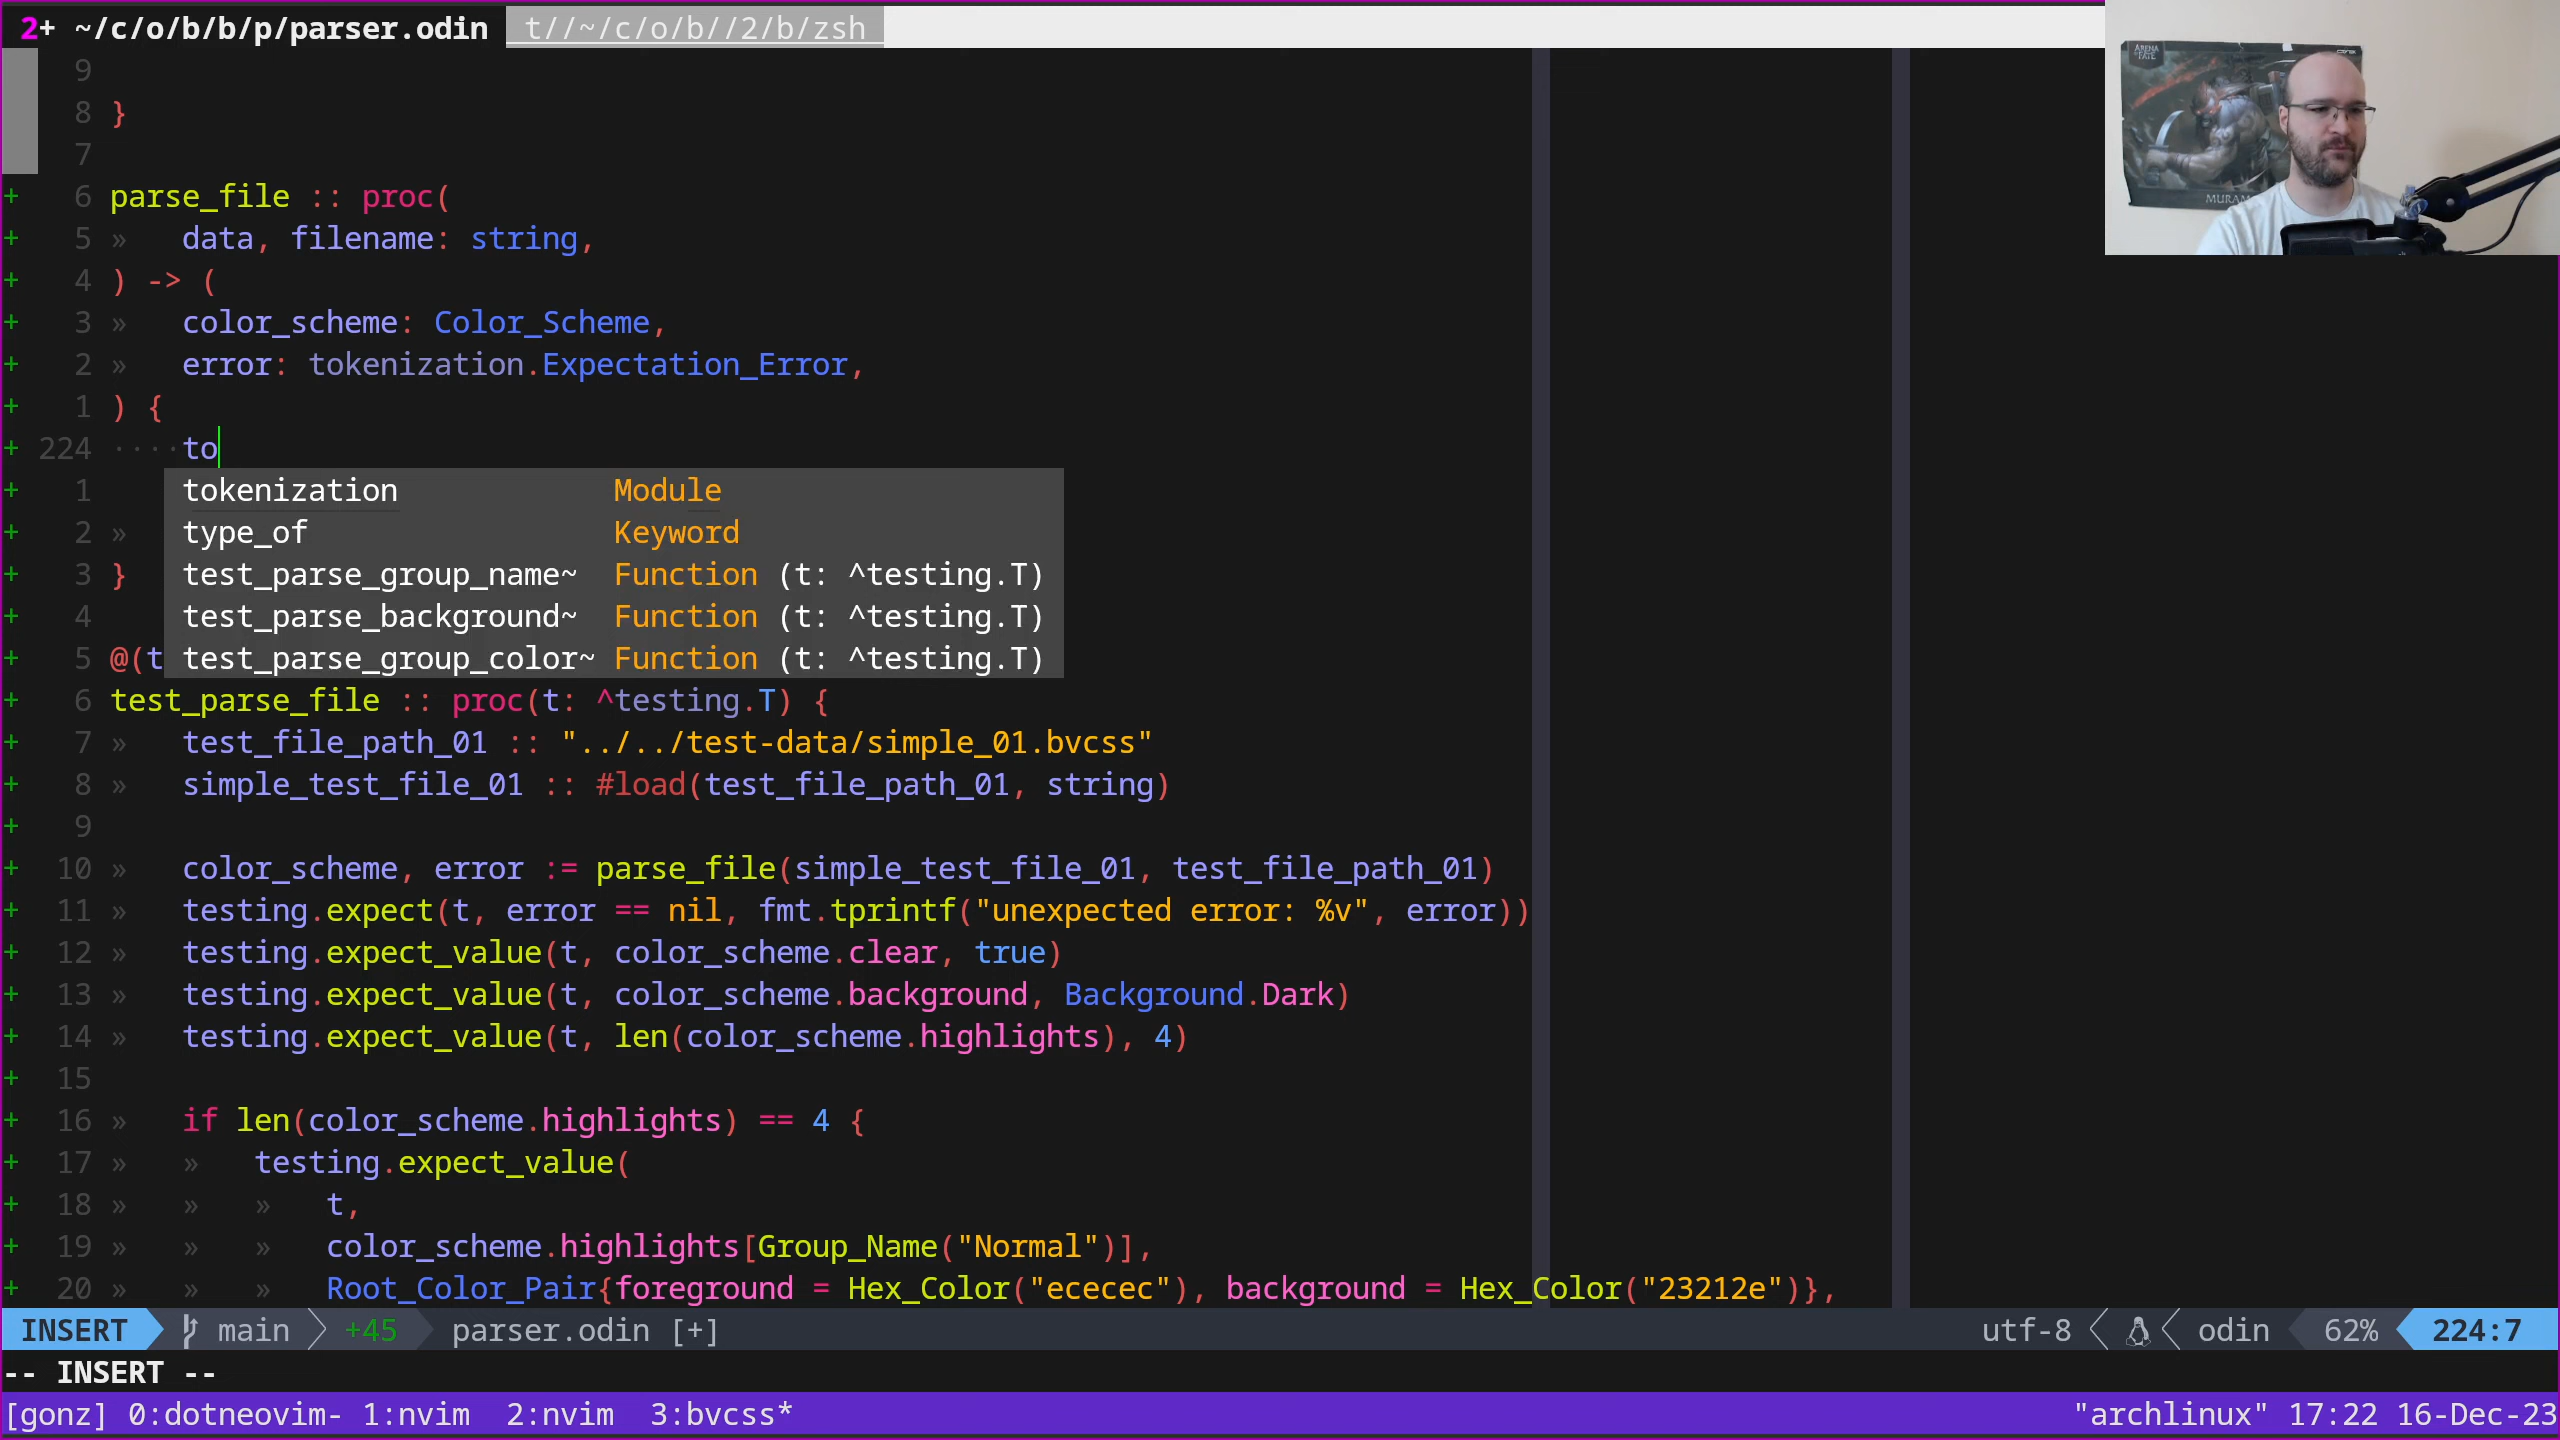 2+ ~/c/o/b/b/p/parser.odin t//~/c/o/b//2/b/zsh
9
8 }
7
+ 6 parse_file :: proc(
+ 5 » data, filename: string,
+ 4 ) -> (
+ 3 » color_scheme: Color_Scheme,
+ 2 » error: tokenization.Expectation_Error,
+ 1 ) {
+ 224 ····to
+ 1 tokenization Module
+ 2 » type_of Keyword
+ 3 } test_parse_group_name~ Function (t: ^testing.T)
+ 4 test_parse_background~ Function (t: ^testing.T)
+ 5 @(t test_parse_group_color~ Function (t: ^testing.T)
+ 6 test_parse_file :: proc(t: ^testing.T) {
+ 7 » test_file_path_01 :: "../../test-data/simple_01.bvcss"
+ 8 » simple_test_file_01 :: #load(test_file_path_01, string)
+ 9
+ 10 » color_scheme, error := parse_file(simple_test_file_01, test_file_path_01)
+ 11 » testing.expect(t, error == nil, fmt.tprintf("unexpected error: %v", error))
+ 12 » testing.expect_value(t, color_scheme.clear, true)
+ 13 » testing.expect_value(t, color_scheme.background, Background.Dark)
+ 14 » testing.expect_value(t, len(color_scheme.highlights), 4)
+ 15
+ 16 » if len(color_scheme.highlights) == 4 {
+ 17 » » testing.expect_value(
+ 18 » » » t,
+ 19 » » » color_scheme.highlights[Group_Name("Normal")],
+ 20 » » » Root_Color_Pair{foreground = Hex_Color("ececec"), background = Hex_Color("23212e")},
INSERT main +45 parser.odin [+] utf-8 odin 62% 224:7
-- INSERT --
[gonz] 0:dotneovim- 1:nvim 2:nvim 3:bvcss* "archlinux" 17:22 16-Dec-23
ARENA
OF FATE